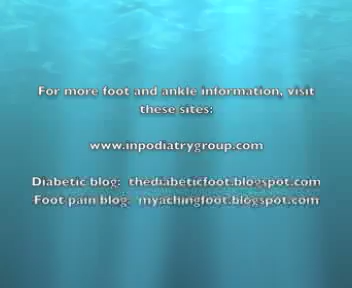 For more foot and ankle information, visit
these sites:
www.inpodiatrygroup.com
Diabetic blog: thediabeticfoot.blogspot.com
Foot pain blog: myachingfoot.blogspot.com